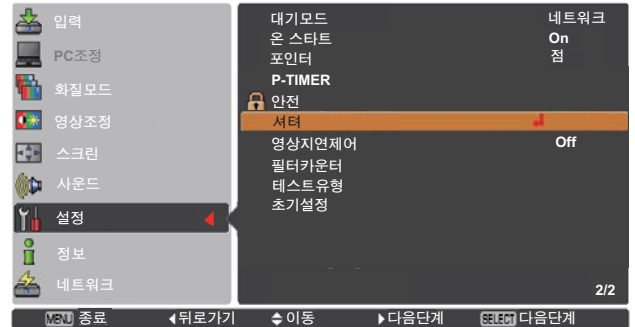 입력
PC조정
화질모드
영상조정
스크린
사운드
설정
정보
네트워크
대기모드 네트워크
온 스타트 On
포인터 점
P-TIMER
안전
셔텨
영상지연제어 Off
필터카운터
테스트유형
초기설정
2/2
MENU 종료 뒤로가기 이동 다음단계 SELECT 다음단계